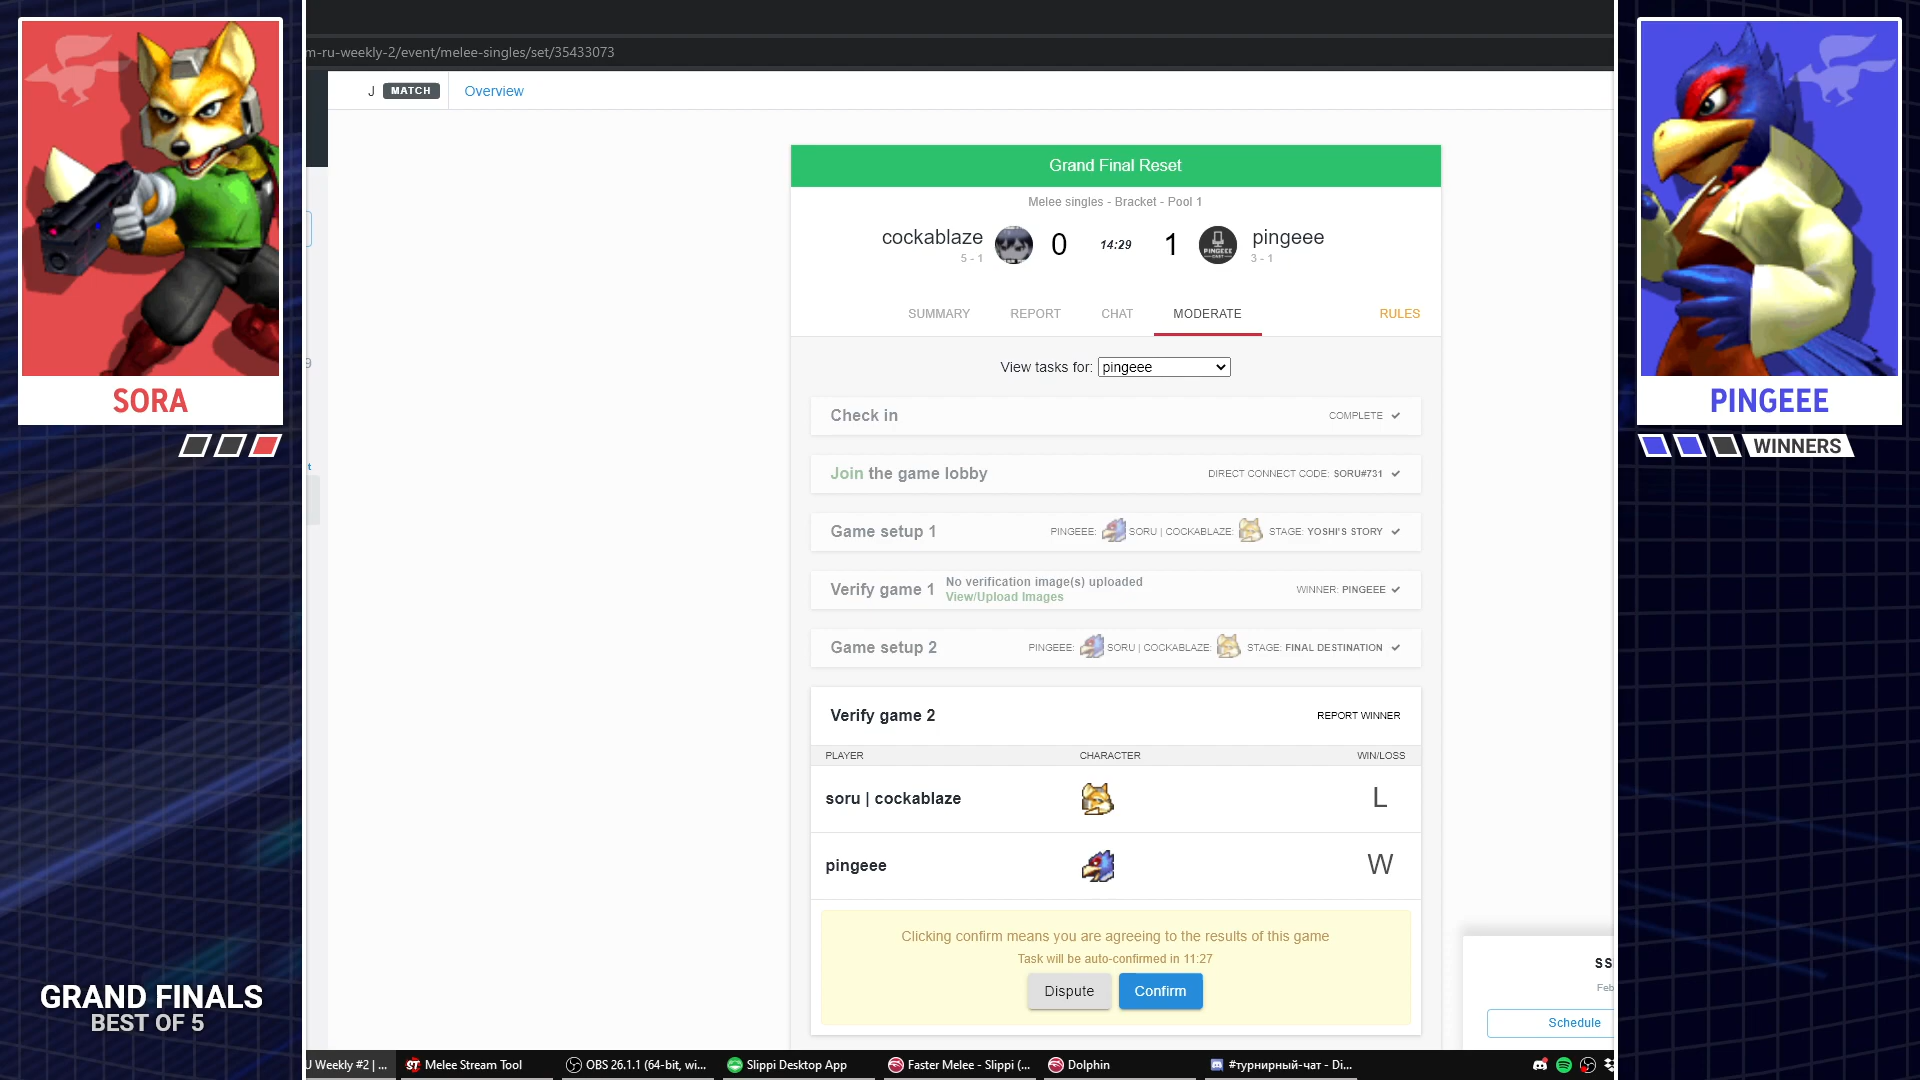 m-ru-weekly-2/event/melee-singles/set/35433073
J MATCH Overview
Grand Final Reset
Melee singles - Bracket - Pool 1
cockablaze 0 14:29 1 pingeee
5 - 1 3 - 1
PINGEEE
SUMMARY REPORT CHAT MODERATE RULES
View tasks for: pingeee
Check in COMPLETE
Join the game lobby DIRECT CONNECT CODE: SORU#731
Game setup 1 PINGEEE: SORU | COCKABLAZE: STAGE: YOSHI'S STORY
Verify game 1 No verification image(s) uploaded
View/Upload Images
WINNER: PINGEEE
Game setup 2 PINGEEE: SORU | COCKABLAZE: STAGE: FINAL DESTINATION
Verify game 2 REPORT WINNER
PLAYER CHARACTER WIN/LOSS
soru | cockablaze L
pingeee W
Clicking confirm means you are agreeing to the results of this game
Task will be auto-confirmed in 11:27
Dispute Confirm
SS
Feb
Schedule
SORA
PINGEEE
WINNERS
GRAND FINALS
BEST OF 5
U Weekly #2 | ... Melee Stream Tool OBS 26.1.1 (64-bit, wi... Slippi Desktop App Faster Melee - Slippi (... Dolphin #турнирный-чат - Di...